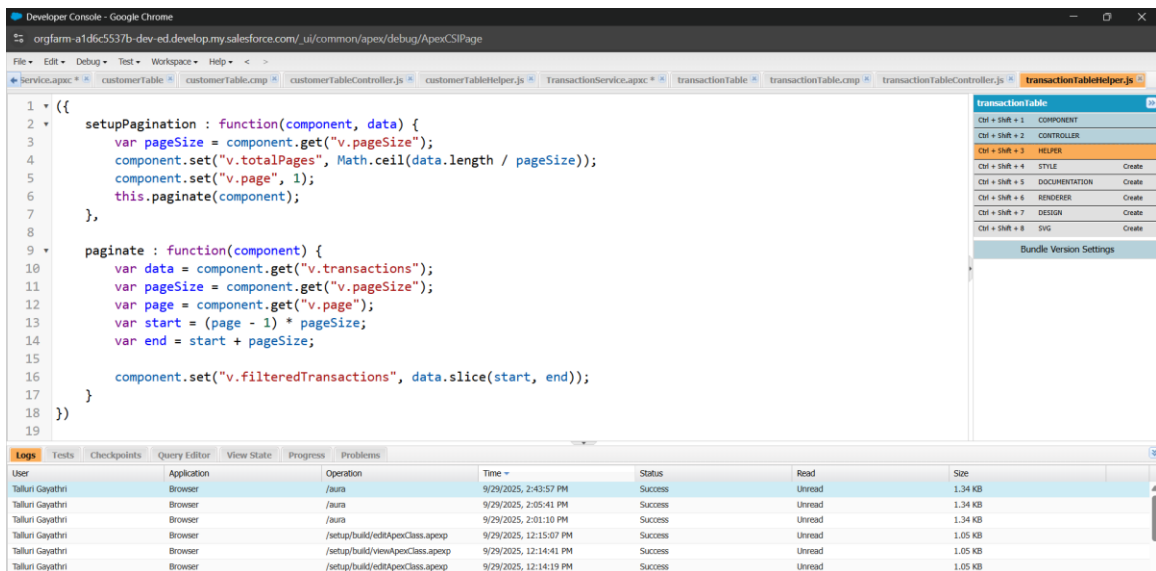 Developer Console - Google Chrome
orgfarm-a1d6c5537b-dev-ed.develop.my.salesforce.com/_ui/common/apex/debug/ApexCSIPage
File Edit Debug Test Workspace Help < >
Service.apxc * customerTable customerTable.cmp customerTableController.js customerTableHelper.js TransactionService.apxc * transactionTable transactionTable.cmp transactionTableController.js transactionTableHelper.js
1 ({
2 setupPagination : function(component, data) {
3 var pageSize = component.get("v.pageSize");
4 component.set("v.totalPages", Math.ceil(data.length / pageSize));
5 component.set("v.page", 1);
6 this.paginate(component);
7 },
8
9 paginate : function(component) {
10 var data = component.get("v.transactions");
11 var pageSize = component.get("v.pageSize");
12 var page = component.get("v.page");
13 var start = (page - 1) * pageSize;
14 var end = start + pageSize;
15
16 component.set("v.filteredTransactions", data.slice(start, end));
17 }
18 })
19
transactionTable
Ctrl + Shift + 1 COMPONENT
Ctrl + Shift + 2 CONTROLLER
Ctrl + Shift + 3 HELPER
Ctrl + Shift + 4 STYLE Create
Ctrl + Shift + 5 DOCUMENTATION Create
Ctrl + Shift + 6 RENDERER Create
Ctrl + Shift + 7 DESIGN Create
Ctrl + Shift + 8 SVG Create
Bundle Version Settings
Logs Tests Checkpoints Query Editor View State Progress Problems
User Application Operation Time Status Read Size
Talluri Gayathri Browser /aura 9/29/2025, 2:43:57 PM Success Unread 1.34 KB
Talluri Gayathri Browser /aura 9/29/2025, 2:05:41 PM Success Unread 1.34 KB
Talluri Gayathri Browser /aura 9/29/2025, 2:01:10 PM Success Unread 1.34 KB
Talluri Gayathri Browser /setup/build/editApexClass.apexp 9/29/2025, 12:15:07 PM Success Unread 1.05 KB
Talluri Gayathri Browser /setup/build/viewApexClass.apexp 9/29/2025, 12:14:41 PM Success Unread 1.05 KB
Talluri Gayathri Browser /setup/build/editApexClass.apexp 9/29/2025, 12:14:19 PM Success Unread 1.05 KB